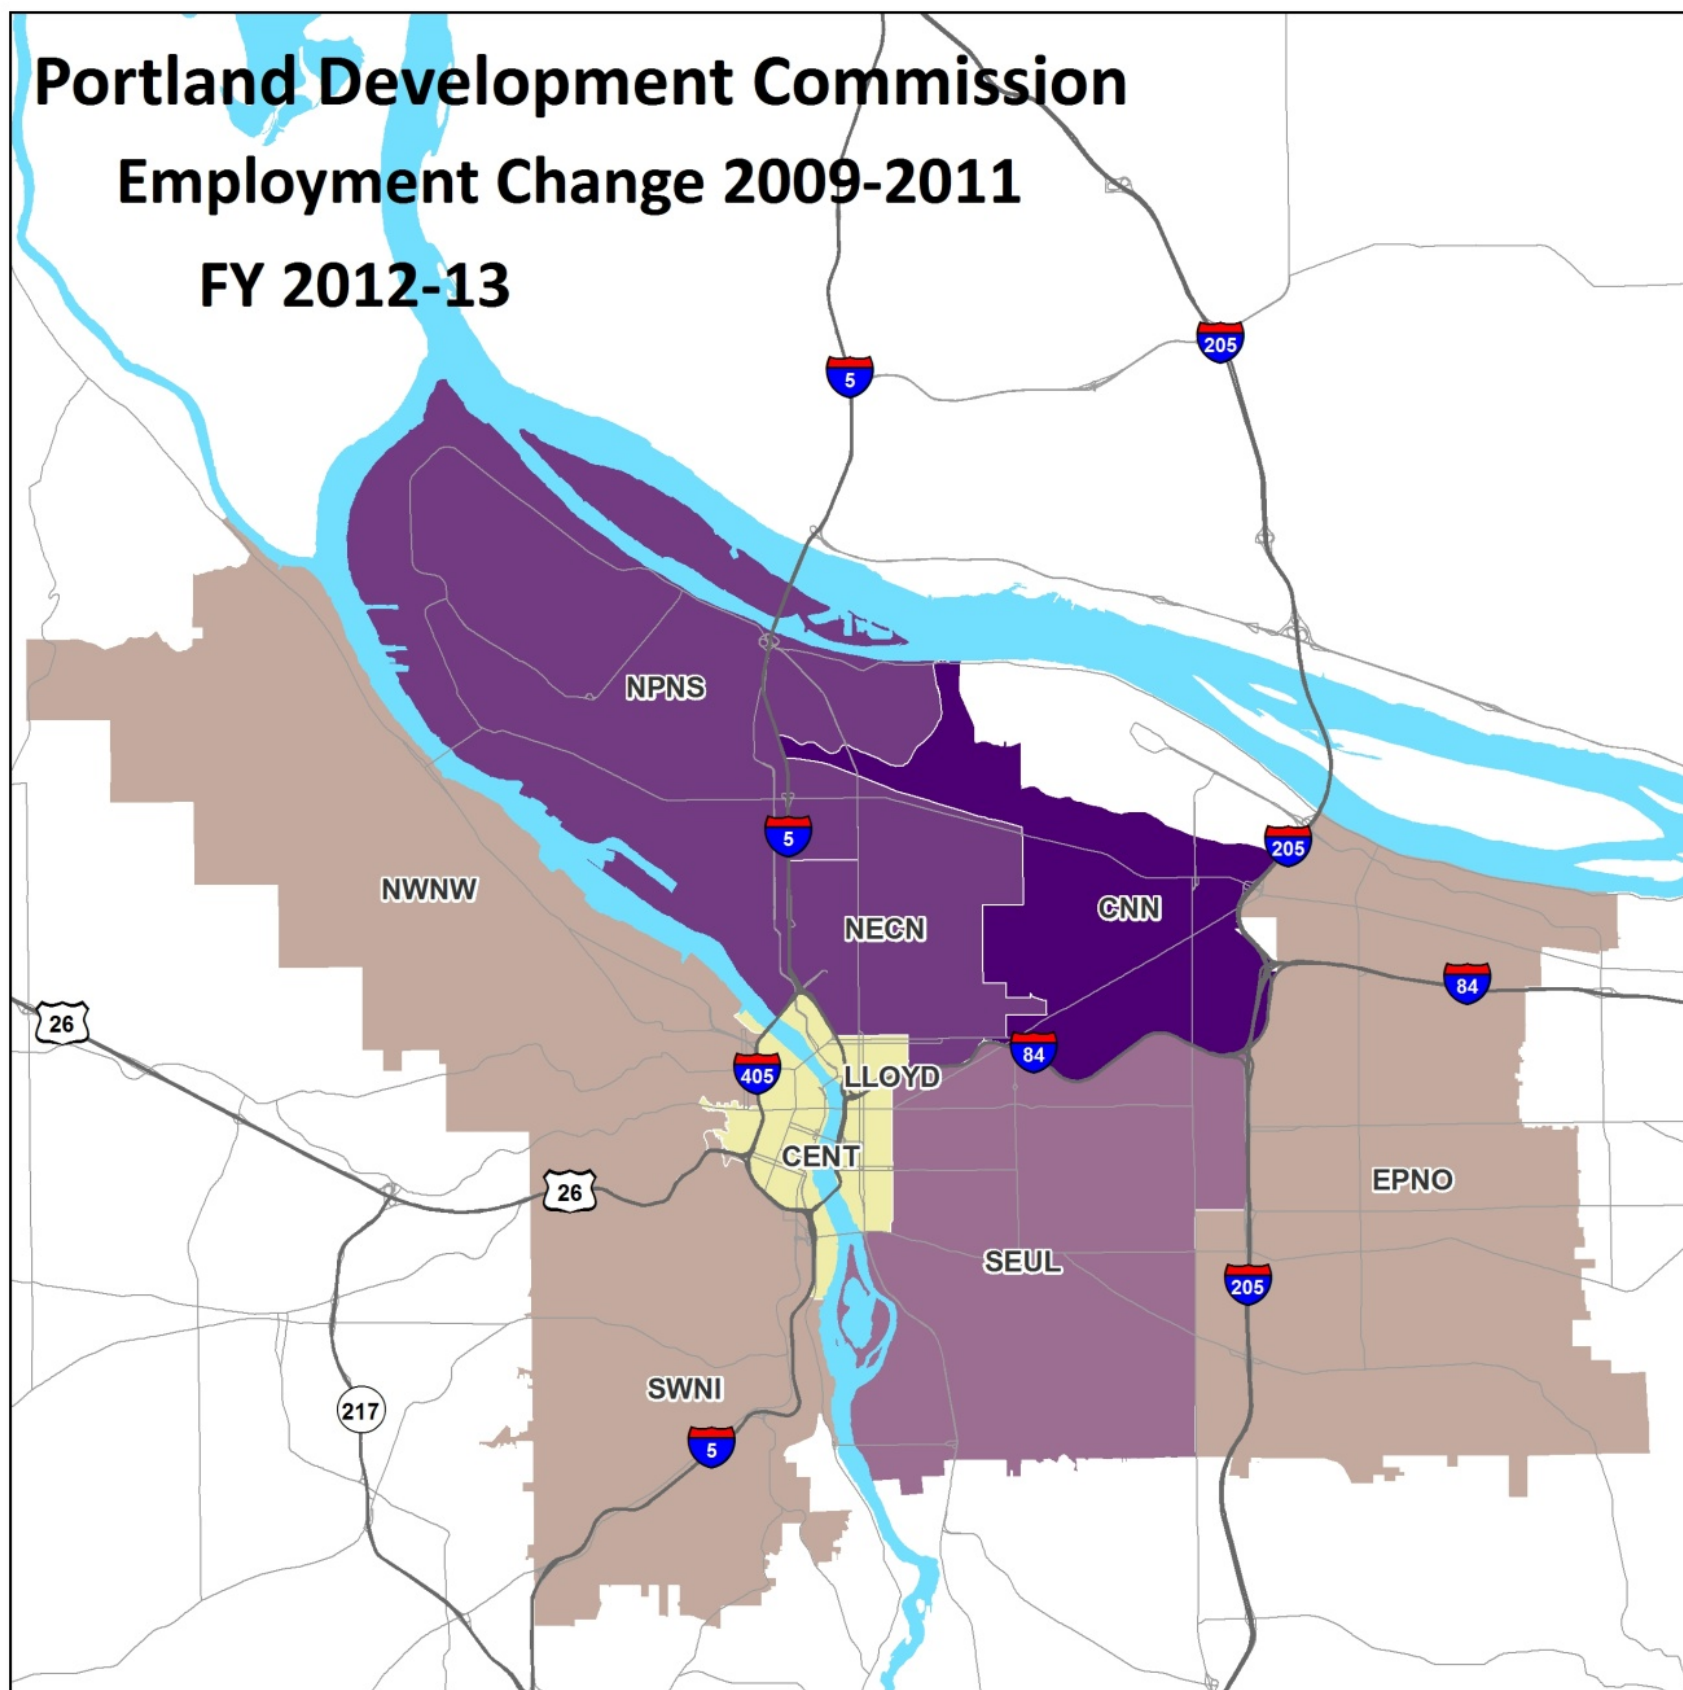 Portland Development Commission
Employment Change 2009-2011
FY 2012-13
205
5
NPNS
5
205
NWNW
CNN
NECN
84
26
84
405
LLOYD
CENT
EPNO
26
SEUL
205
SWNI
217
5